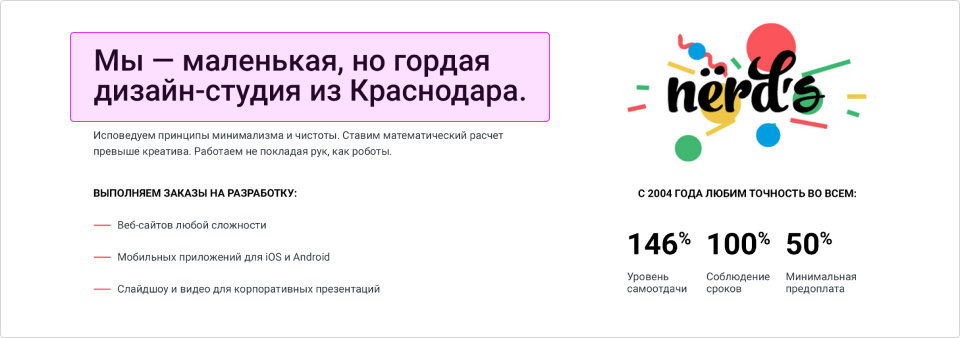 Мы — маленькая, но гордая
дизайн-студия из Краснодара.
Исповедуем принципы минимализма и чистоты. Ставим математический расчет
превыше креатива. Работаем не покладая рук, как роботы.
ВЫПОЛНЯЕМ ЗАКАЗЫ НА РАЗРАБОТКУ:
— Веб-сайтов любой сложности
— Мобильных приложений для iOS и Android
— Слайдшоу и видео для корпоративных презентаций
nёrd's
С 2004 ГОДА ЛЮБИМ ТОЧНОСТЬ ВО ВСЕМ:
146% 100% 50%
Уровень Соблюдение Минимальная
самоотдачи сроков предоплата